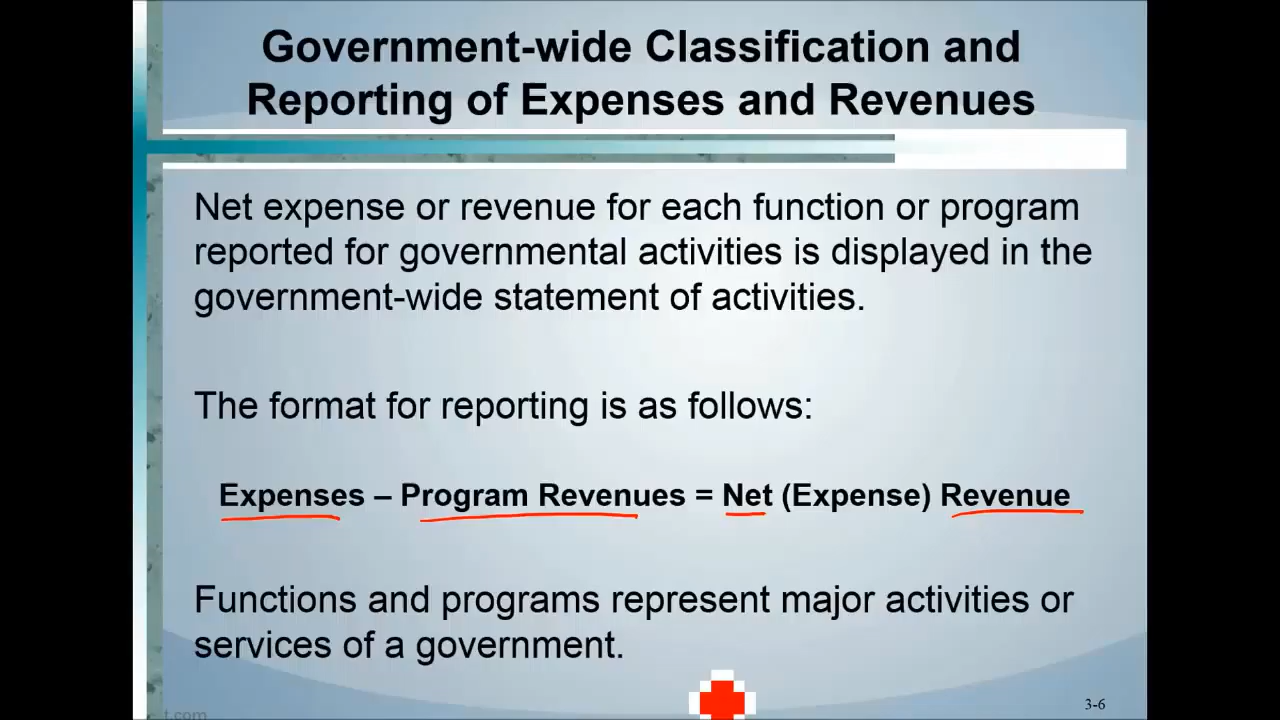 Government-wide Classification and
Reporting of Expenses and Revenues
Net expense or revenue for each function or program
reported for governmental activities is displayed in the
government-wide statement of activities.
The format for reporting is as follows:
Expenses – Program Revenues = Net (Expense) Revenue
Functions and programs represent major activities or
services of a government.
3-6
t.com